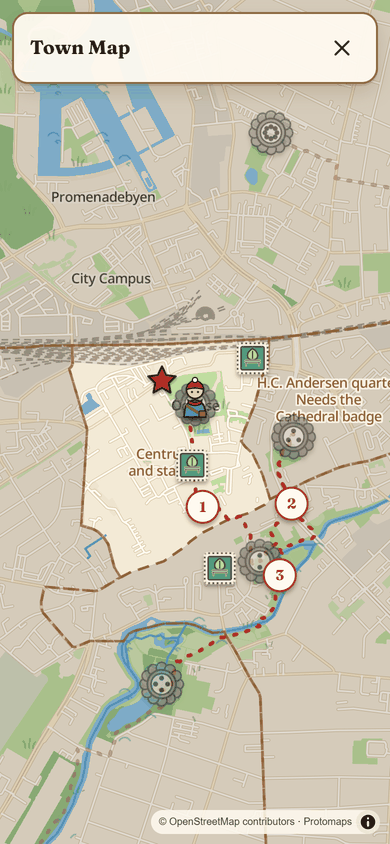 Town Map
Promenadebyen
City Campus
H.C. Andersen quarte
Needs the
Cathedral badge
Centru
and sta
1
2
3
© OpenStreetMap contributors · Protomaps